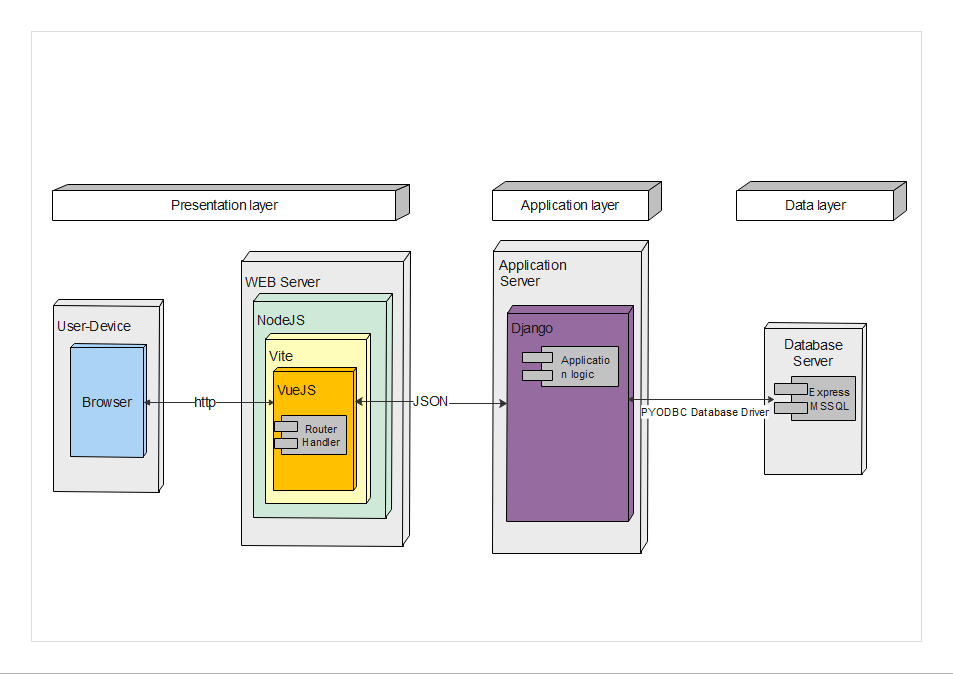 Presentation layer
Application layer
Data layer
User-Device
Browser
http
WEB Server
NodeJS
Vite
VueJS
Router
Handler
JSON
Application
Server
Django
Applicatio
n logic
PYODBC Database Driver
Database
Server
Express
MSSQL